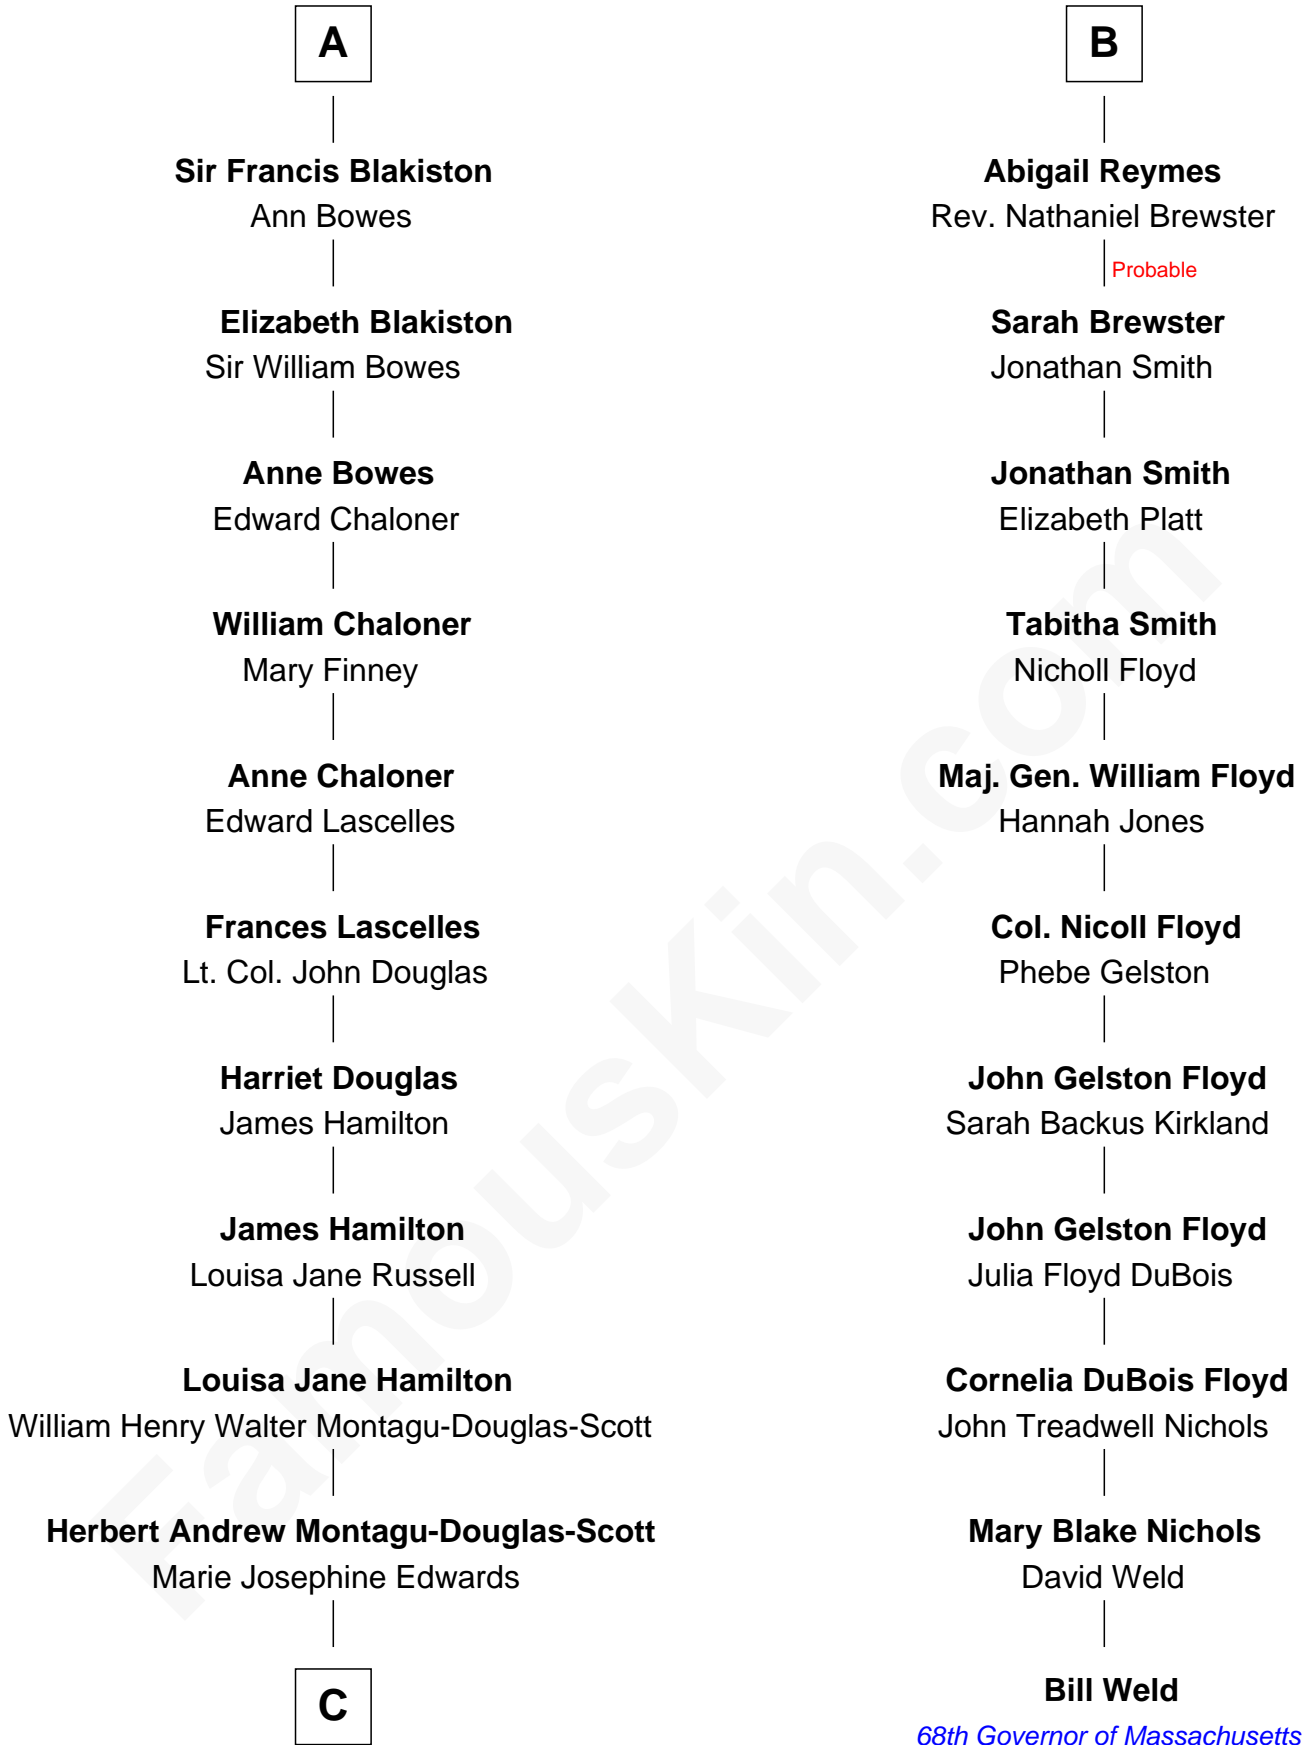 A
Sir Francis Blakiston
Ann Bowes
Elizabeth Blakiston
Sir William Bowes
Anne Bowes
Edward Chaloner
William Chaloner
Mary Finney
Anne Chaloner
Edward Lascelles
Frances Lascelles
Lt. Col. John Douglas
Harriet Douglas
James Hamilton
James Hamilton
Louisa Jane Russell
Louisa Jane Hamilton
William Henry Walter Montagu-Douglas-Scott
Herbert Andrew Montagu-Douglas-Scott
Marie Josephine Edwards
C
B
Abigail Reymes
Rev. Nathaniel Brewster
Probable
Sarah Brewster
Jonathan Smith
Jonathan Smith
Elizabeth Platt
Tabitha Smith
Nicholl Floyd
Maj. Gen. William Floyd
Hannah Jones
Col. Nicoll Floyd
Phebe Gelston
John Gelston Floyd
Sarah Backus Kirkland
John Gelston Floyd
Julia Floyd DuBois
Cornelia DuBois Floyd
John Treadwell Nichols
Mary Blake Nichols
David Weld
Bill Weld
68th Governor of Massachusetts
FamousKin.com